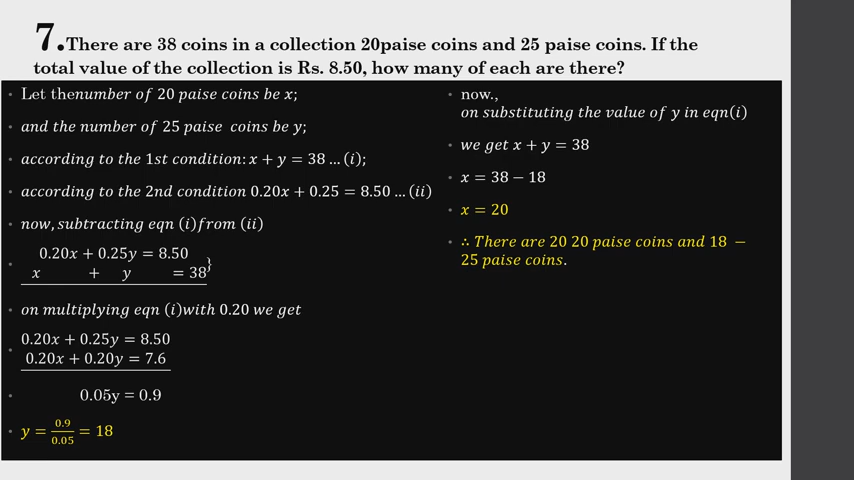 7.There are 38 coins in a collection 20paise coins and 25 paise coins. If the
total value of the collection is Rs. 8.50, how many of each are there?
• Let thenumber of 20 paise coins be x;
• and the number of 25 paise coins be y;
• according to the 1st condition: x + y = 38 … (i);
• according to the 2nd condition 0.20x + 0.25 = 8.50 … (ii)
• now, subtracting eqn (i)from (ii)
• 0.20x + 0.25y = 8.50
x + y = 38}
• on multiplying eqn (i)with 0.20 we get
• 0.20x + 0.25y = 8.50
0.20x + 0.20y = 7.6
• 0.05y = 0.9
• y = 0.9/0.05 = 18
• now.,
on substituting the value of y in eqn(i)
• we get x + y = 38
• x = 38 − 18
• x = 20
• ∴ There are 20 20 paise coins and 18 −
25 paise coins.